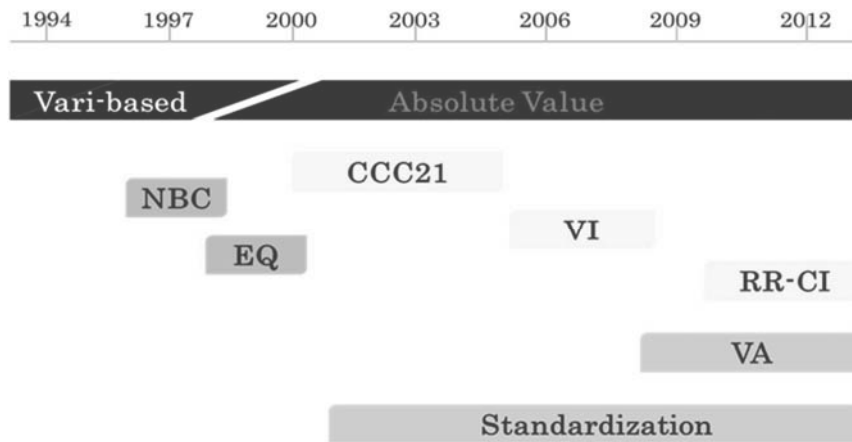 1994 1997 2000 2003 2006 2009 2012
Vari-based Absolute Value
CCC21
NBC
VI
EQ
RR-CI
VA
Standardization